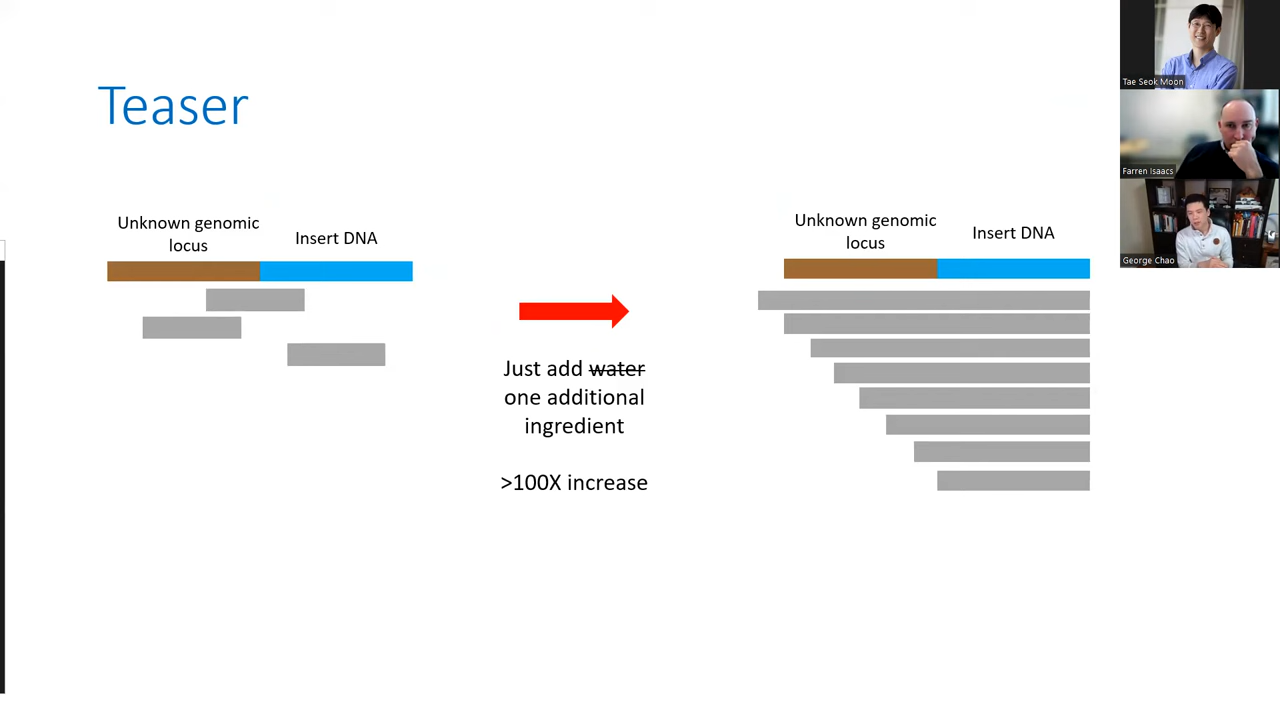 Teaser
Unknown genomic
locus
Insert DNA
Just add water
one additional
ingredient
>100X increase
Unknown genomic
locus
Insert DNA
Tae Seok Moon
Farren Isaacs
George Chao